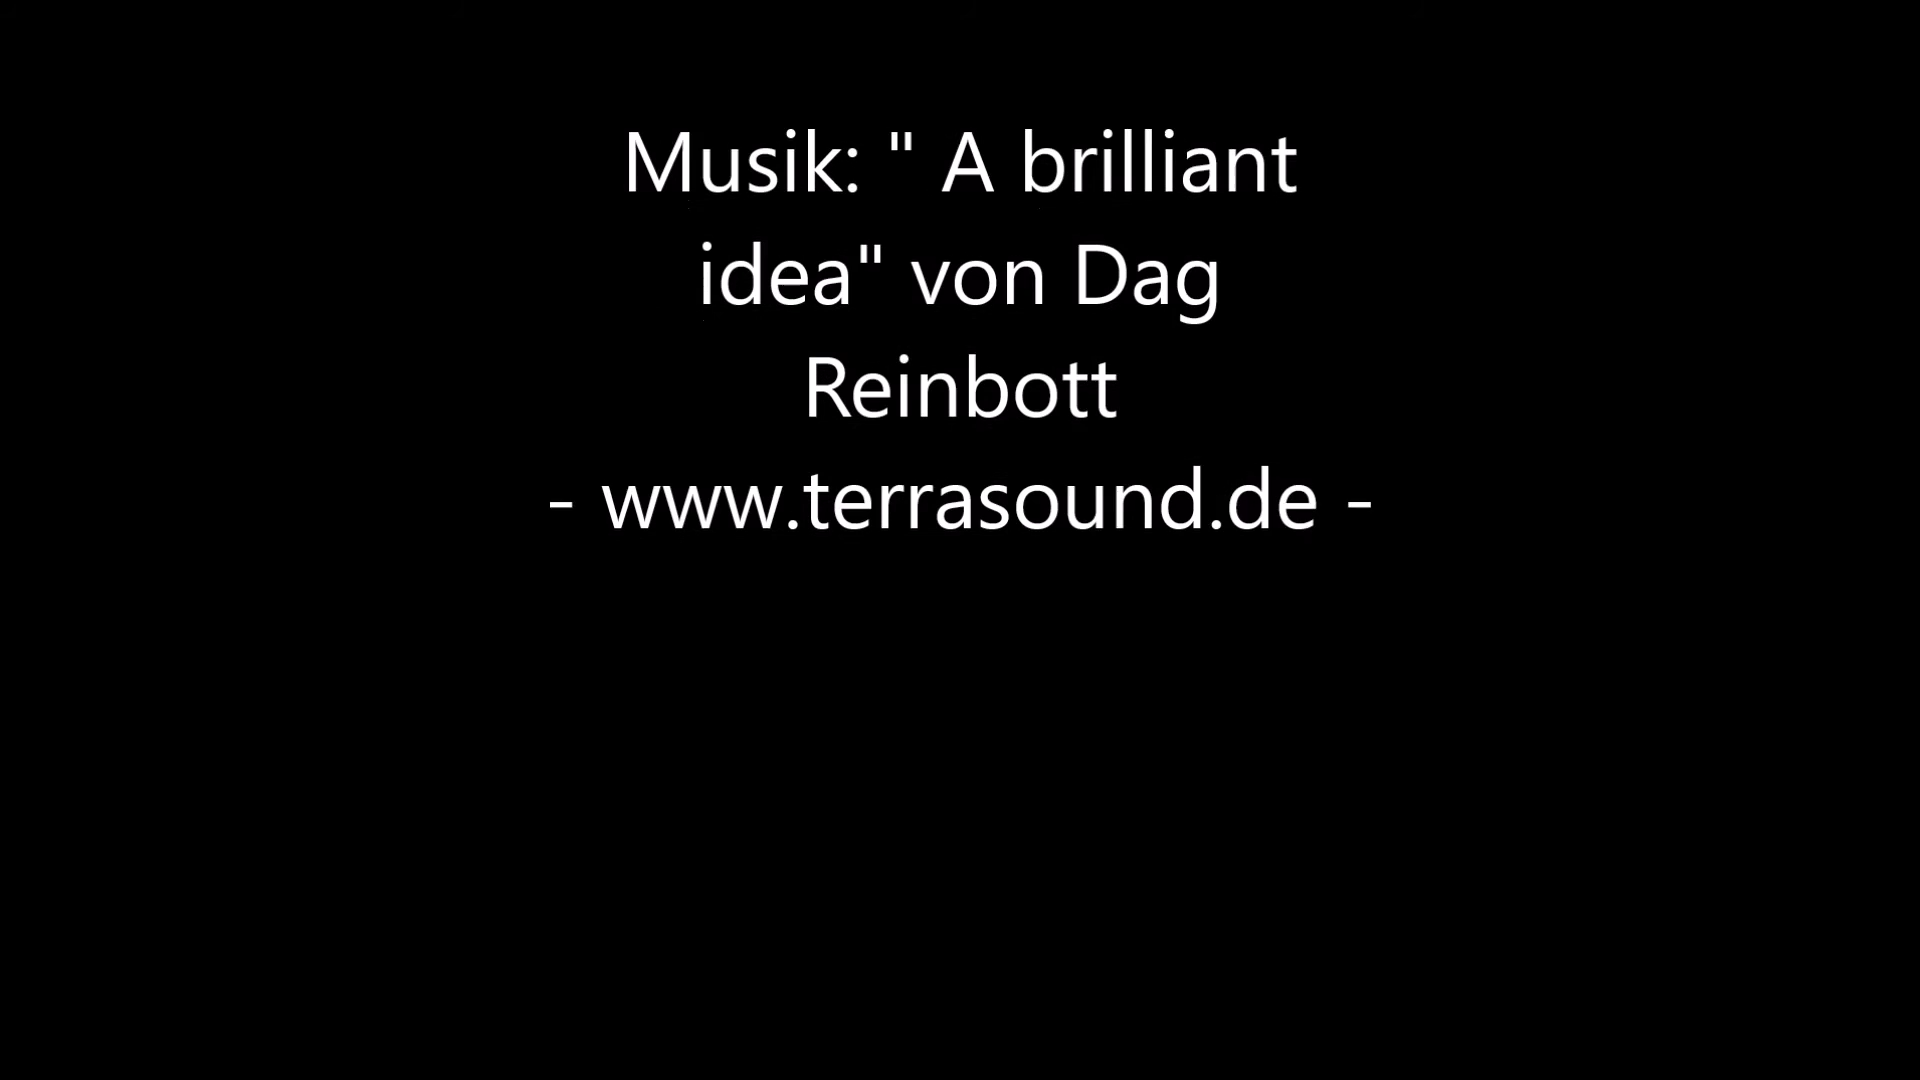 Musik: " A brilliant
idea" von Dag
Reinbott
- www.terrasound.de -